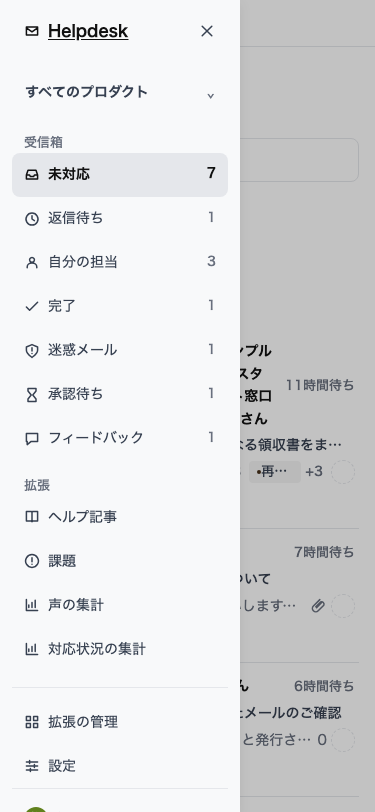 Helpdesk
すべてのプロダクト
受信箱
未対応 7
返信待ち 1
自分の担当 3
完了 1
迷惑メール 1
承認待ち 1
フィードバック 1
拡張
ヘルプ記事
課題
声の集計
対応状況の集計
拡張の管理
設定
ンプル
スタ
窓口
さん
11時間待ち
る領収書をま…
•再… +3
7時間待ち
ついて
します…
6時間待ち
ん
とメールのご確認
と発行さ… 0